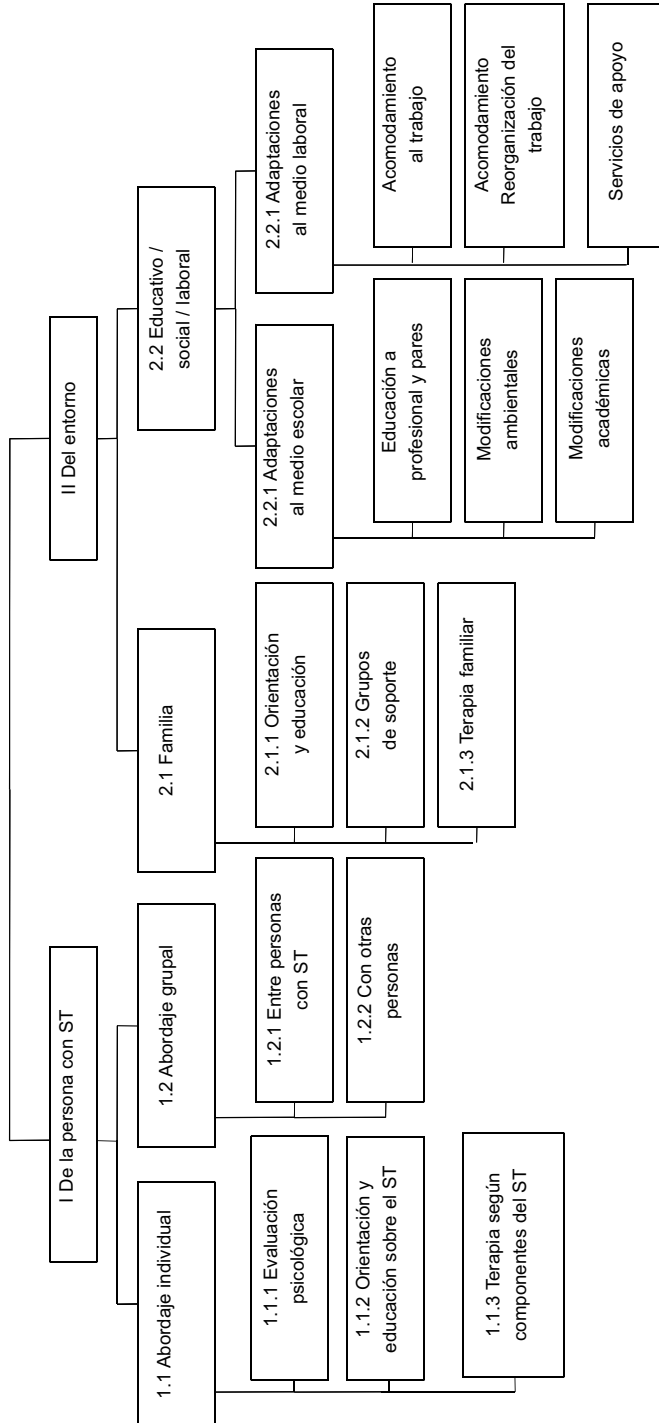 I De la persona con ST
II Del entorno
1.1 Abordaje individual
1.2 Abordaje grupal
2.1 Familia
2.2 Educativo /
social / laboral
1.1.1 Evaluación
psicológica
1.1.2 Orientación y
educación sobre el ST
1.1.3 Terapia según
componentes del ST
1.2.1 Entre personas
con ST
1.2.2 Con otras
personas
2.1.1 Orientación
y educación
2.1.2 Grupos
de soporte
2.1.3 Terapia familiar
2.2.1 Adaptaciones
al medio escolar
Educación a
profesional y pares
Modificaciones
ambientales
Modificaciones
académicas
2.2.1 Adaptaciones
al medio laboral
Acomodamiento
al trabajo
Acomodamiento
Reorganización del
trabajo
Servicios de apoyo